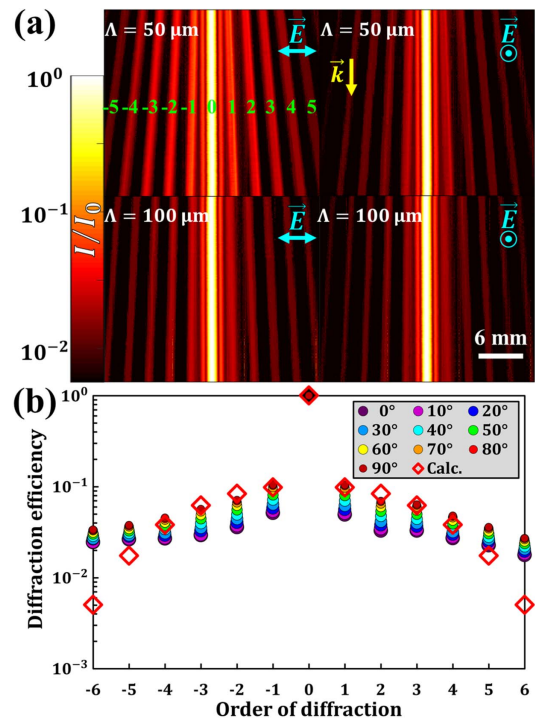 (a)
Λ = 50 μm
E
Λ = 50 μm
E
k
-5 -4 -3 -2 -1 0 1 2 3 4 5
10^0
10^-1
10^-2
I/I_0
Λ = 100 μm
E
Λ = 100 μm
E
6 mm
(b)
Diffraction efficiency
10^0
10^-1
10^-2
10^-3
0° 10° 20°
30° 40° 50°
60° 70° 80°
90° Calc.
-6 -5 -4 -3 -2 -1 0 1 2 3 4 5 6
Order of diffraction